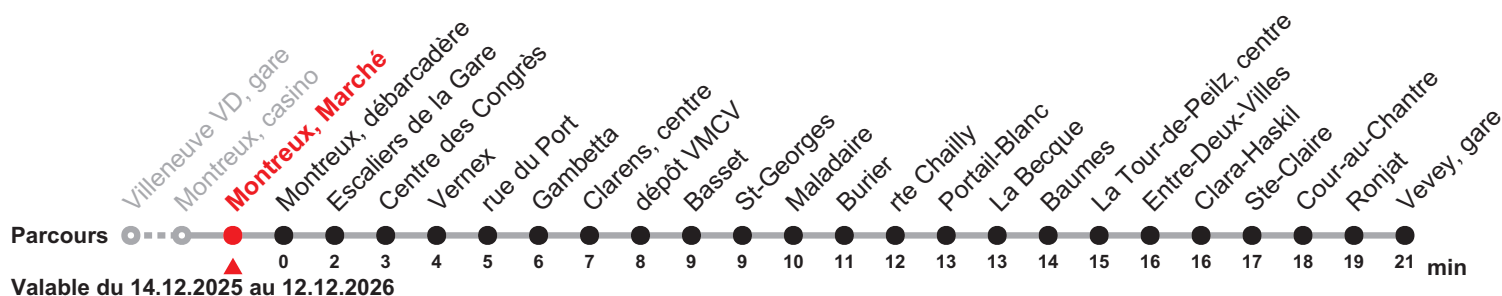 Villeneuve VD, gare
Montreux, casino
Montreux, Marché
Montreux, débarcadère
Escaliers de la Gare
Centre des Congrès
Vernex
rue du Port
Gambetta
Clarens, centre
dépôt VMCV
Basset
St-Georges
Maladaire
Burier
rte Chailly
Portail-Blanc
La Becque
Baumes
La Tour-de-Peilz, centre
Entre-Deux-Villes
Clara-Haskil
Ste-Claire
Cour-au-Chantre
Ronjat
Vevey, gare
Parcours
0 2 3 4 5 6 7 8 9 9 10 11 12 13 13 14 15 16 16 17 18 19 21 min
Valable du 14.12.2025 au 12.12.2026